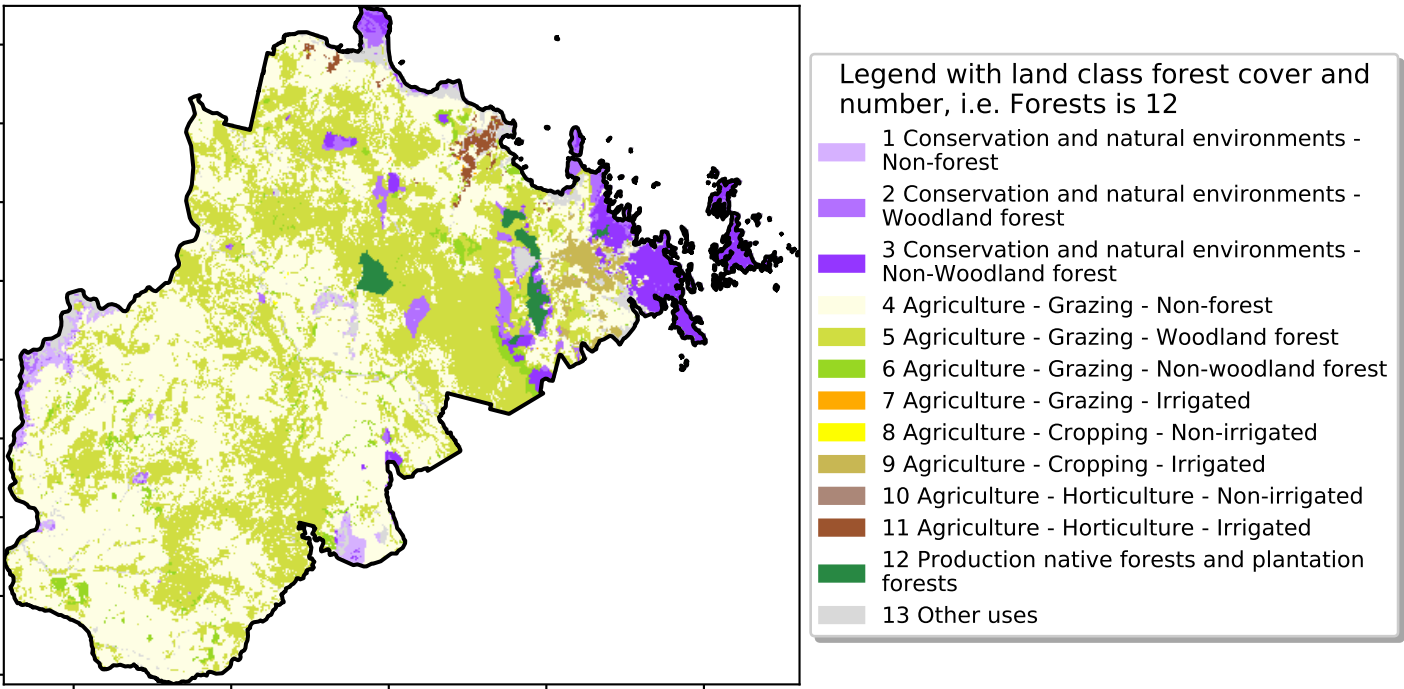 Legend with land class forest cover and
number, i.e. Forests is 12
1 Conservation and natural environments -
Non-forest
2 Conservation and natural environments -
Woodland forest
3 Conservation and natural environments -
Non-Woodland forest
4 Agriculture - Grazing - Non-forest
5 Agriculture - Grazing - Woodland forest
6 Agriculture - Grazing - Non-woodland forest
7 Agriculture - Grazing - Irrigated
8 Agriculture - Cropping - Non-irrigated
9 Agriculture - Cropping - Irrigated
10 Agriculture - Horticulture - Non-irrigated
11 Agriculture - Horticulture - Irrigated
12 Production native forests and plantation
forests
13 Other uses